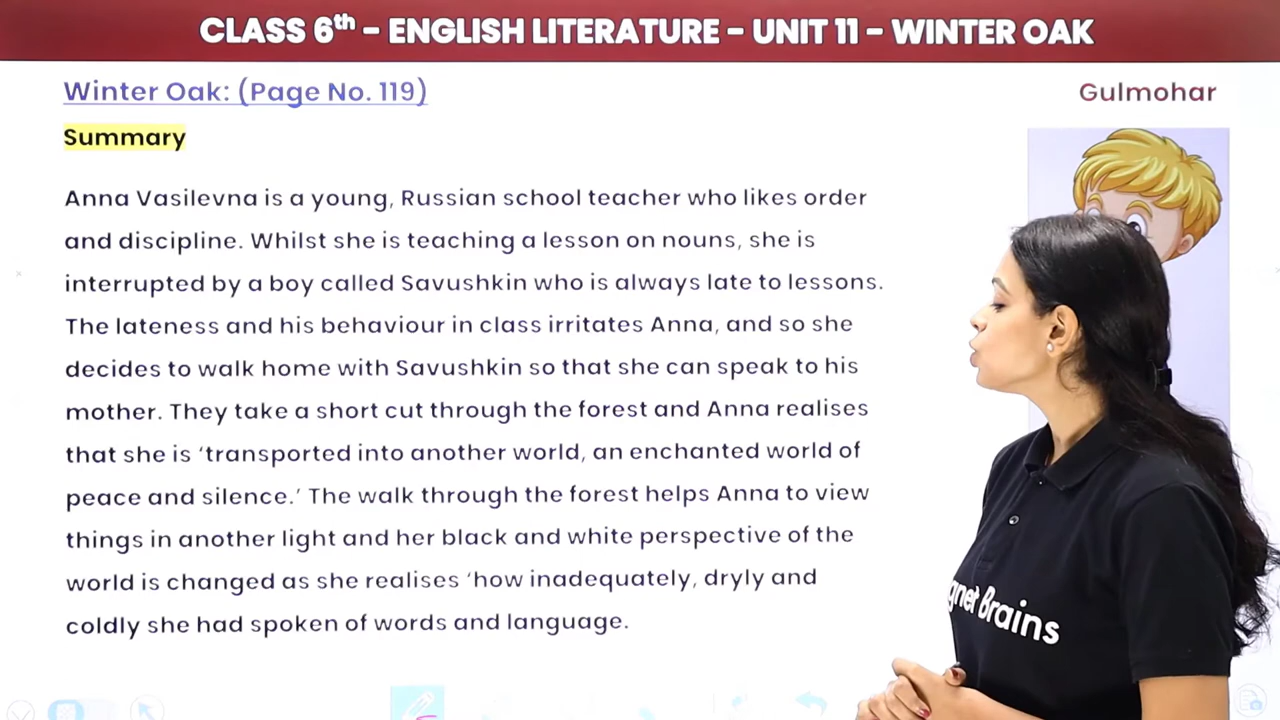 CLASS 6th – ENGLISH LITERATURE – UNIT 11 – WINTER OAK
Winter Oak: (Page No. 119)
Gulmohar
Summary
Anna Vasilevna is a young, Russian school teacher who likes order
and discipline. Whilst she is teaching a lesson on nouns, she is
interrupted by a boy called Savushkin who is always late to lessons.
The lateness and his behaviour in class irritates Anna, and so she
decides to walk home with Savushkin so that she can speak to his
mother. They take a short cut through the forest and Anna realises
that she is ‘transported into another world, an enchanted world of
peace and silence.’ The walk through the forest helps Anna to view
things in another light and her black and white perspective of the
world is changed as she realises ‘how inadequately, dryly and
coldly she had spoken of words and language.
gnet Brains